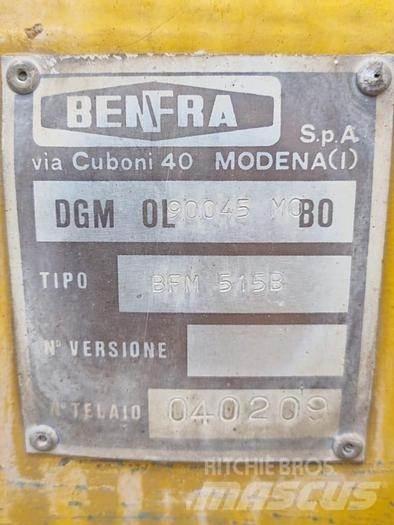 BENFRA
S.p.A
via Cuboni 40 MODENA(I)
DGM OL 90045 MO BO
TIPO BFM 515B
N° VERSIONE
N° TELAIO 040209
RITCHIE BROS
MASCUS